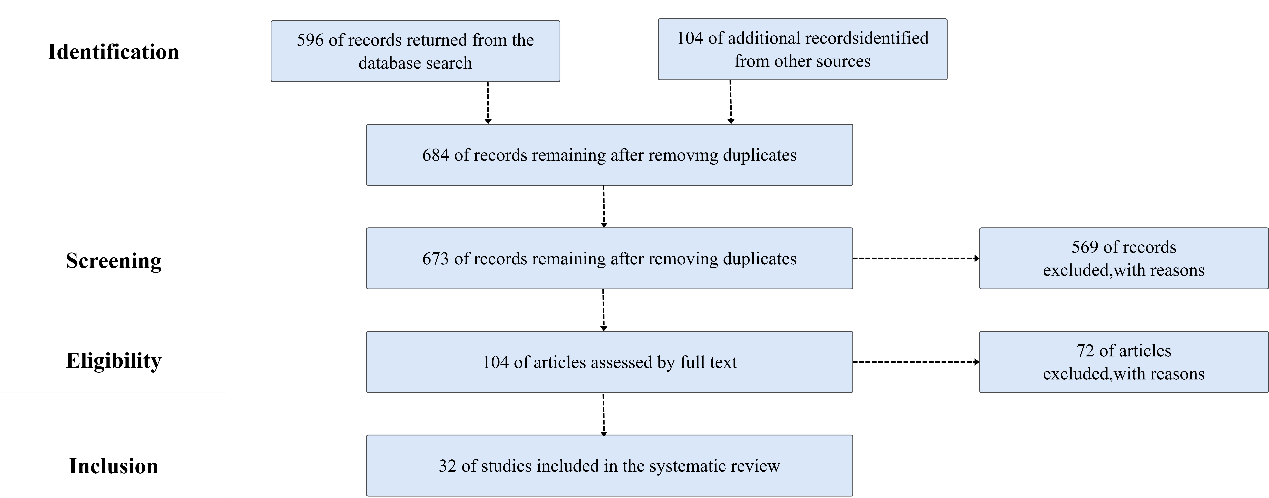 Identification
596 of records returned from the
database search
104 of additional recordsidentified
from other sources
684 of records remaining after removing duplicates
Screening
673 of records remaining after removing duplicates
569 of records
excluded,with reasons
Eligibility
104 of articles assessed by full text
72 of articles
excluded,with reasons
Inclusion
32 of studies included in the systematic review